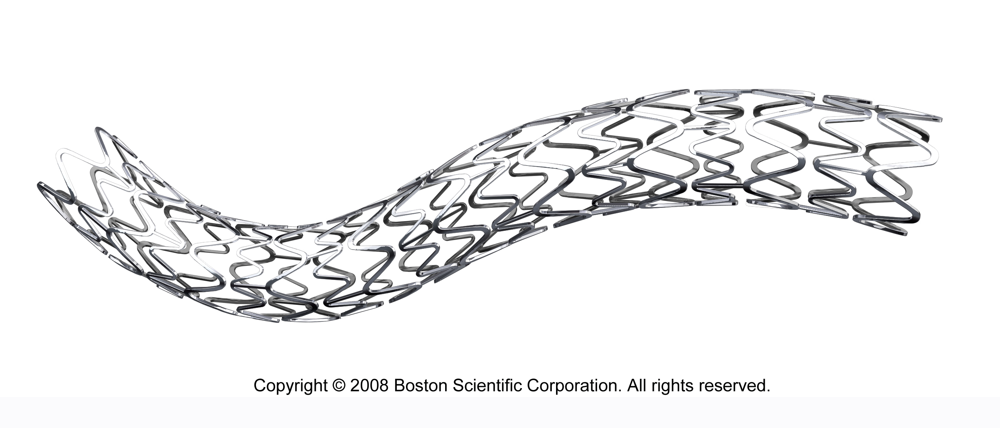 Copyright © 2008 Boston Scientific Corporation. All rights reserved.